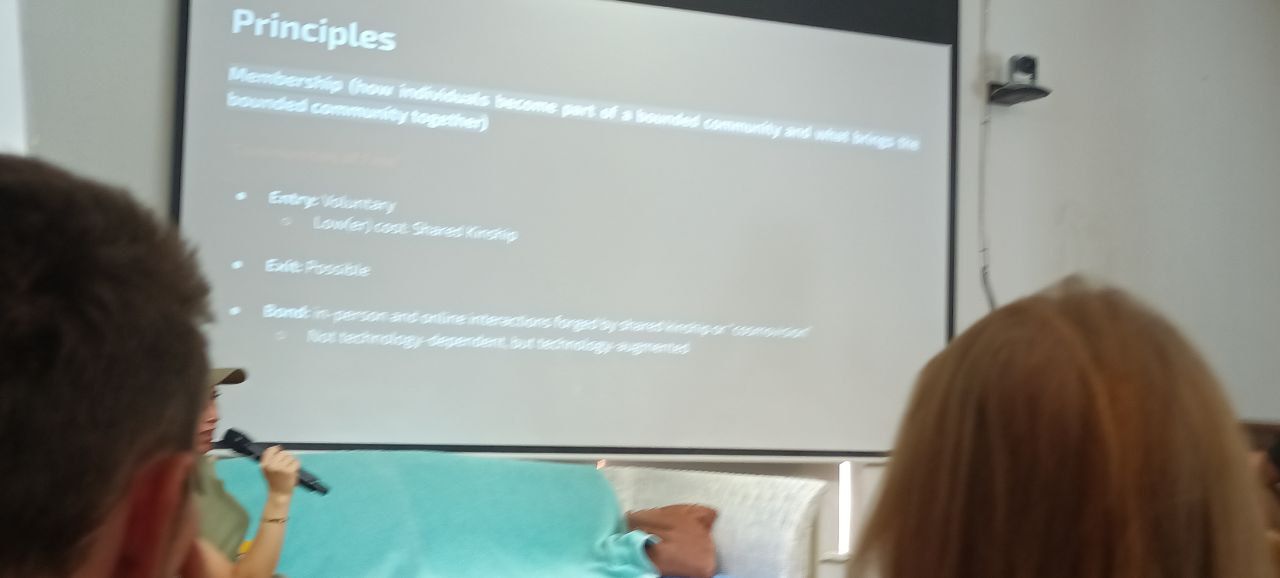 Principles
Membership (how individuals become part of a bounded community and what brings the
bounded community together)
Entry: Voluntary
Low(er) cost: Shared Kinship
Exit: Possible
Bond: in-person and online interactions forged by shared kinship or "cosmovision"
Not technology-dependent, but technology-augmented